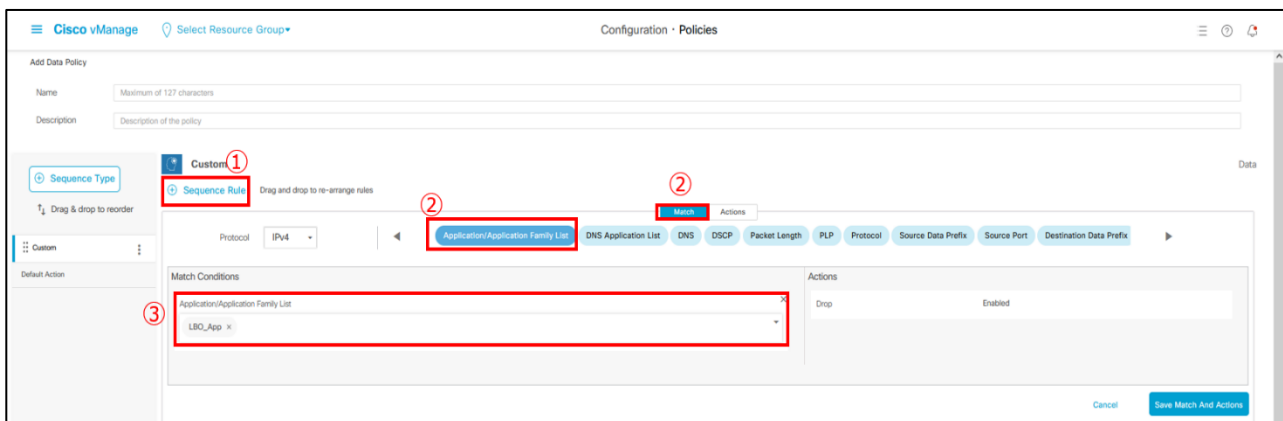 Cisco vManage
Select Resource Group
Configuration · Policies
Add Data Policy
Name
Maximum of 127 characters
Description
Description of the policy
Sequence Type
Drag & drop to reorder
Custom
Default Action
Custom
①
Data
Sequence Rule
Drag and drop to re-arrange rules
②
②
Match
Actions
Protocol
IPv4
Application/Application Family List
DNS Application List
DNS
DSCP
Packet Length
PLP
Protocol
Source Data Prefix
Source Port
Destination Data Prefix
Match Conditions
Actions
③
Application/Application Family List
LBO_App ×
Drop
Enabled
Cancel
Save Match And Actions